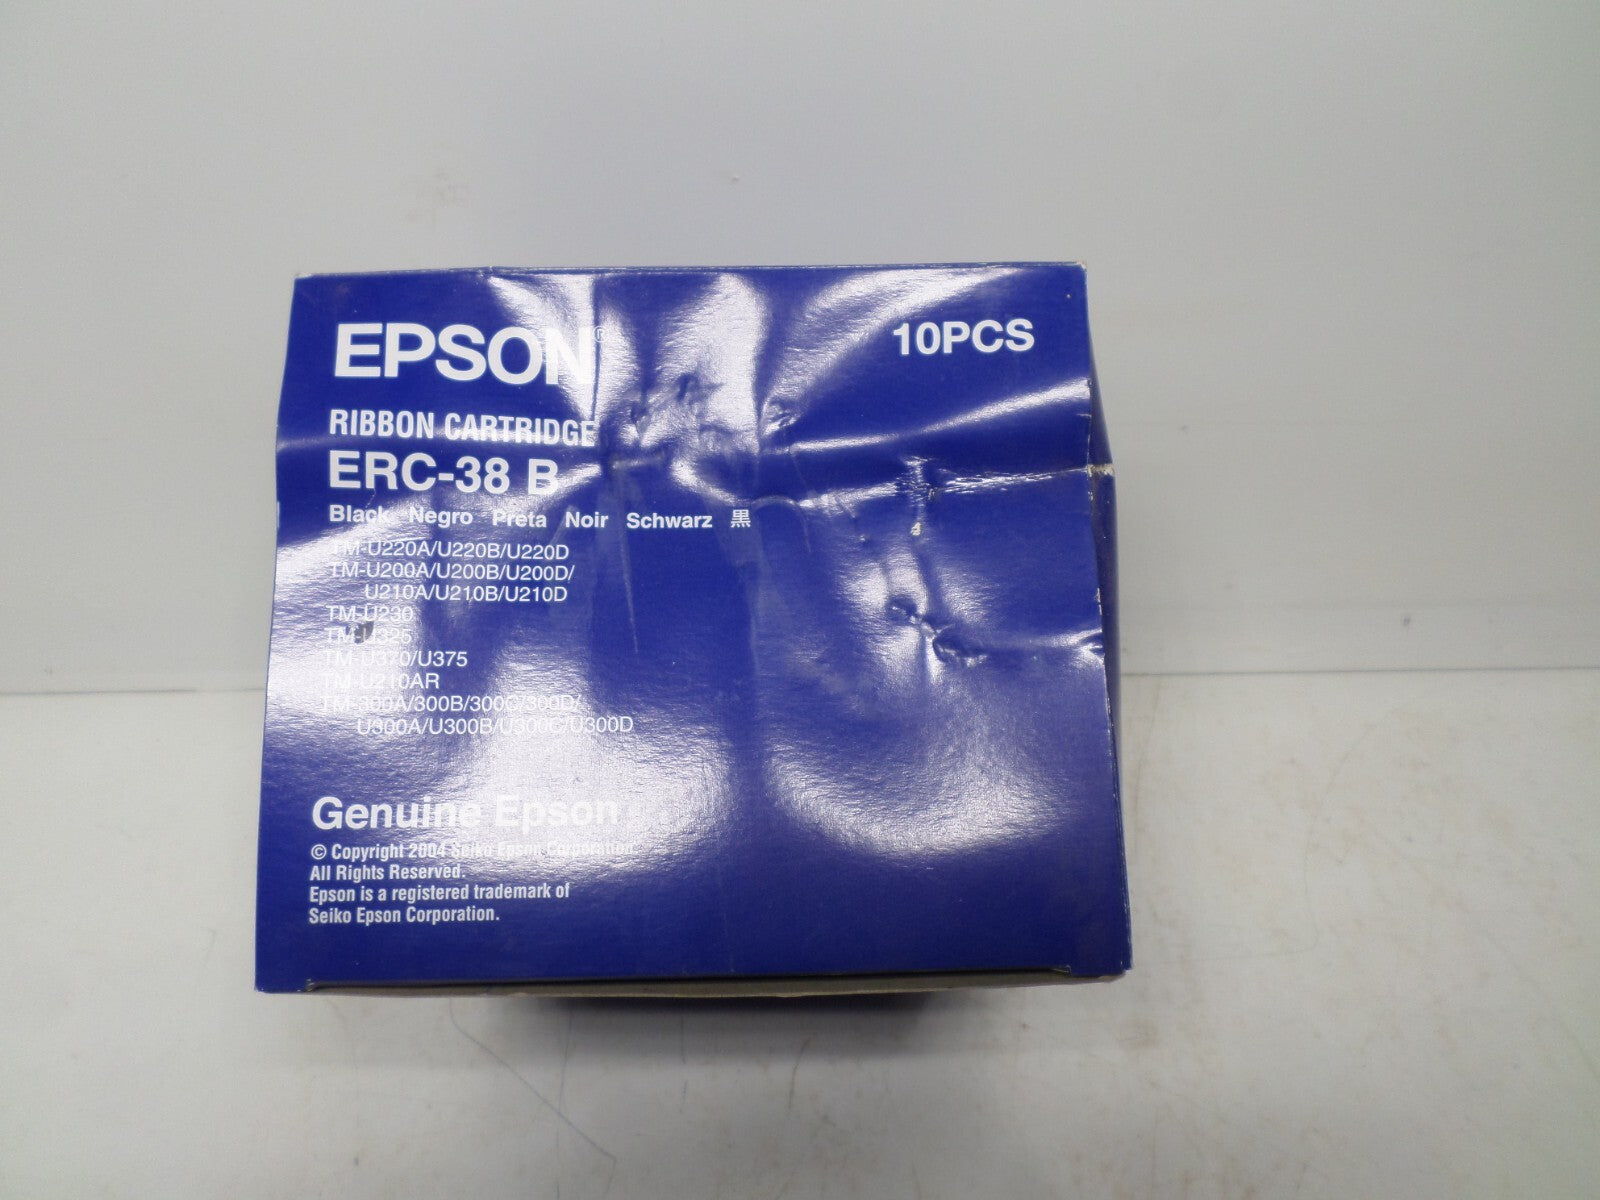 EPSON®
10PCS
RIBBON CARTRIDGE
ERC-38 B
Black Negro Preta Noir Schwarz 黒
TM-U220A/U220B/U220D
TM-U200A/U200B/U200D/
U210A/U210B/U210D
TM-U230
TM-U325
TM-U370/U375
TM-U210AR
TM-300A/300B/300C/300D/
U300A/U300B/U300C/U300D
Genuine Epson
© Copyright 2004 Seiko Epson Corporation.
All Rights Reserved.
Epson is a registered trademark of
Seiko Epson Corporation.